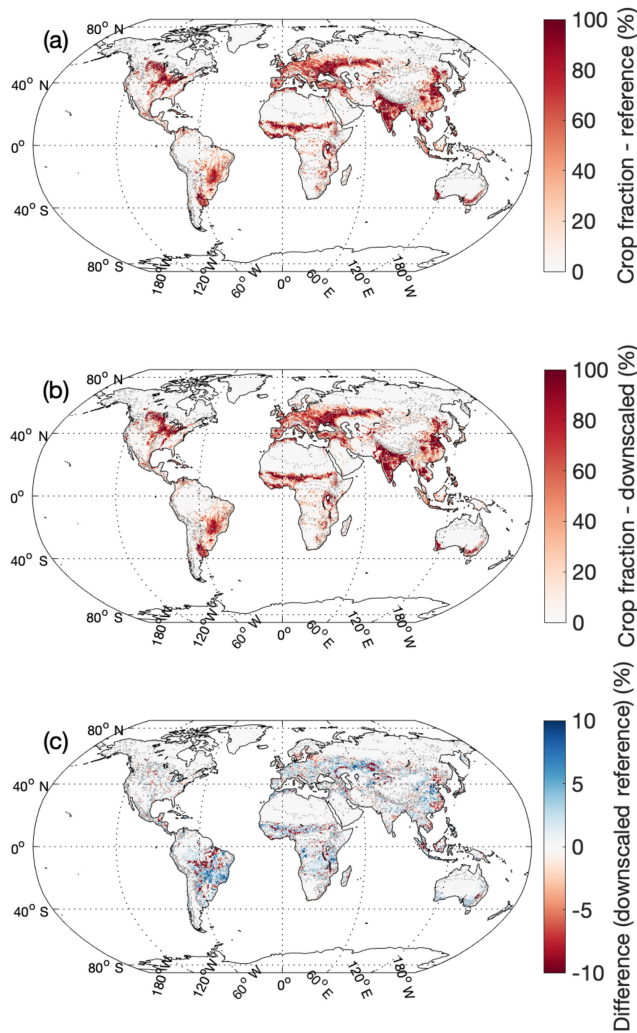 (a)
80° N
40° N
0°
40° S
80° S
180°W
120°W
60° W
0°
60°E
120°E
180°W
100
80
60
40
20
0
Crop fraction - reference (%)
(b)
80° N
40° N
0°
40° S
80° S
180°W
120°W
60° W
0°
60°E
120°E
180°W
100
80
60
40
20
0
Crop fraction - downscaled (%)
(c)
80° N
40° N
0°
40° S
80° S
180°W
120°W
60° W
0°
60°E
120°E
180°W
10
5
0
-5
-10
Difference (downscaled reference) (%)